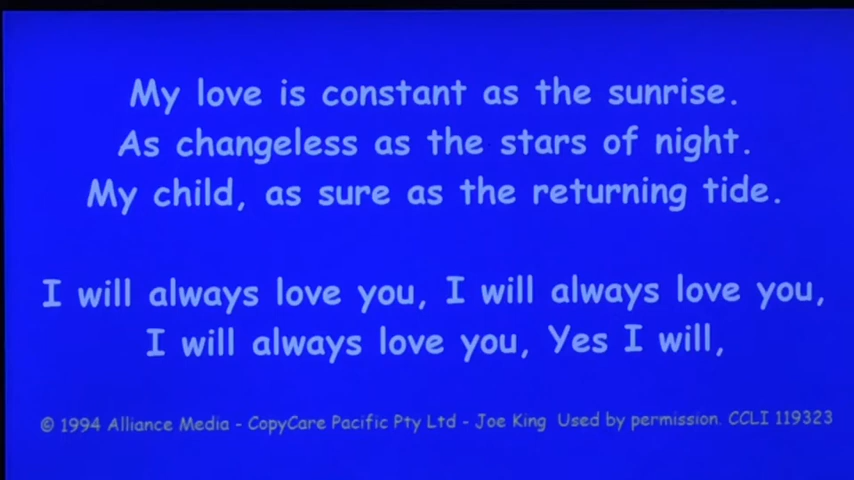 My love is constant as the sunrise.
As changeless as the stars of night.
My child, as sure as the returning tide.
I will always love you, I will always love you,
I will always love you, Yes I will,
© 1994 Alliance Media - CopyCare Pacific Pty Ltd - Joe King Used by permission. CCLI 119323